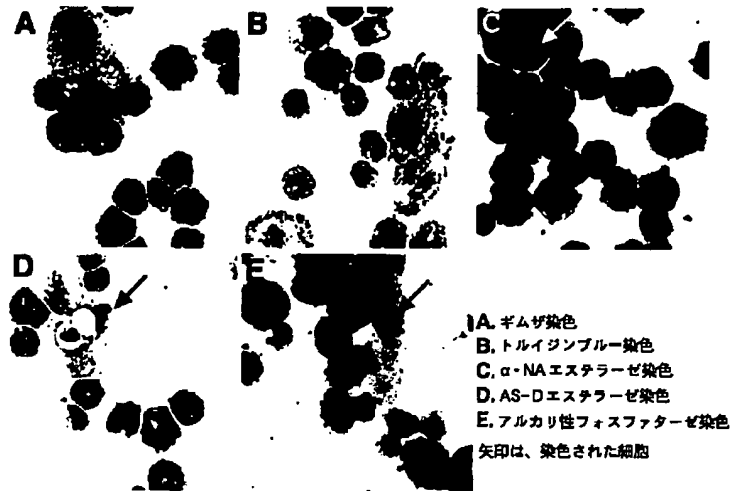 A
B
C
D
E
A. ギムザ染色
B. トルイジンブルー染色
C. α・NAエステラーゼ染色
D. AS-Dエステラーゼ染色
E. アルカリ性フォスファターゼ染色
矢印は、染色された細胞